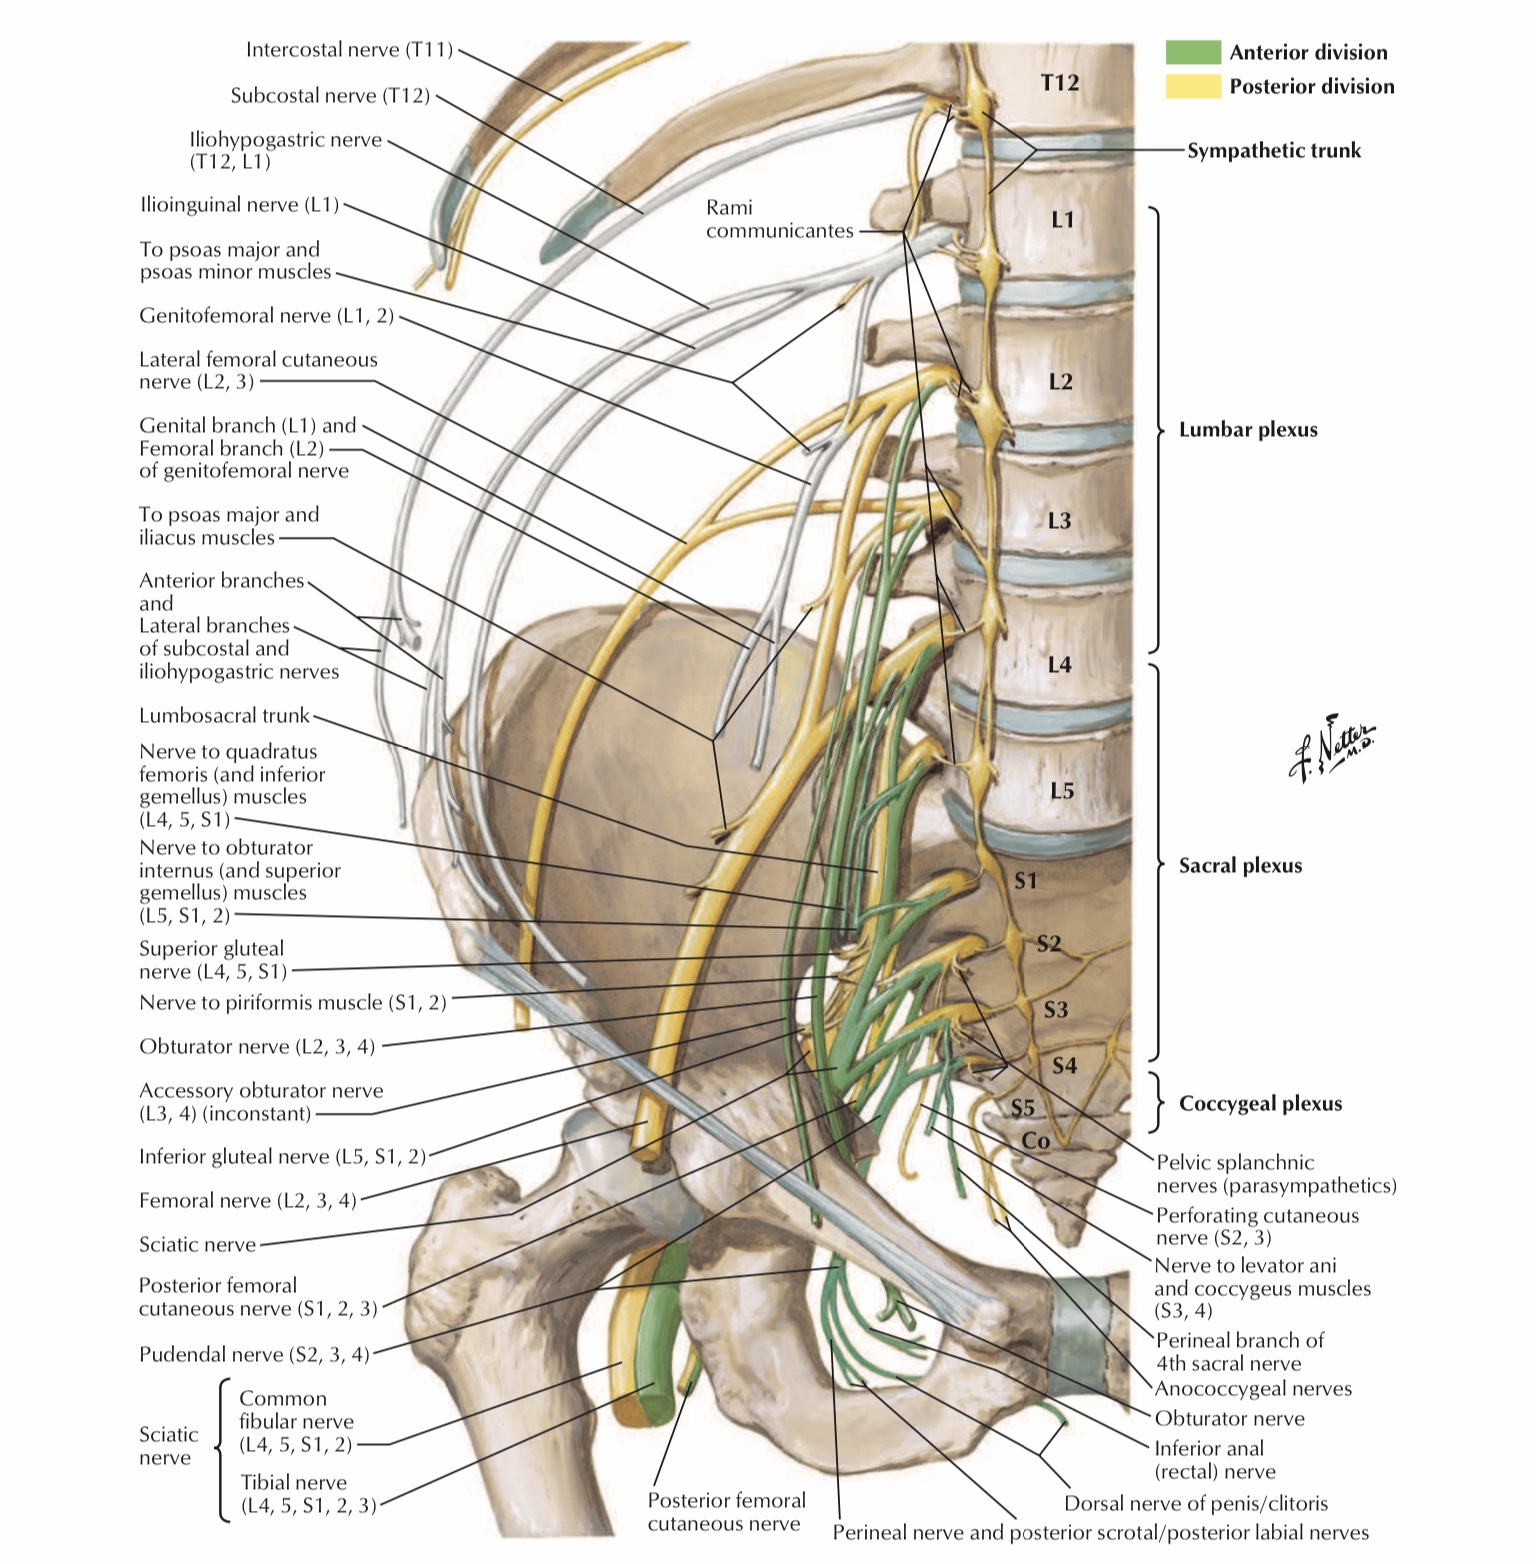 Intercostal nerve (T11)
Subcostal nerve (T12)
Iliohypogastric nerve
(T12, L1)
Ilioinguinal nerve (L1)
To psoas major and
psoas minor muscles
Genitofemoral nerve (L1, 2)
Lateral femoral cutaneous
nerve (L2, 3)
Genital branch (L1) and
Femoral branch (L2)
of genitofemoral nerve
To psoas major and
iliacus muscles
Anterior branches
and
Lateral branches
of subcostal and
iliohypogastric nerves
Lumbosacral trunk
Nerve to quadratus
femoris (and inferior
gemellus) muscles
(L4, 5, S1)
Nerve to obturator
internus (and superior
gemellus) muscles
(L5, S1, 2)
Superior gluteal
nerve (L4, 5, S1)
Nerve to piriformis muscle (S1, 2)
Obturator nerve (L2, 3, 4)
Accessory obturator nerve
(L3, 4) (inconstant)
Inferior gluteal nerve (L5, S1, 2)
Femoral nerve (L2, 3, 4)
Sciatic nerve
Posterior femoral
cutaneous nerve (S1, 2, 3)
Pudendal nerve (S2, 3, 4)
Sciatic
nerve
Common
fibular nerve
(L4, 5, S1, 2)
Tibial nerve
(L4, 5, S1, 2, 3)
Rami
communicantes
T12
L1
L2
L3
L4
L5
S1
S2
S3
S4
S5
Co
Anterior division
Posterior division
Sympathetic trunk
Lumbar plexus
F. Netter
M.D.
Sacral plexus
Coccygeal plexus
Pelvic splanchnic
nerves (parasympathetics)
Perforating cutaneous
nerve (S2, 3)
Nerve to levator ani
and coccygeus muscles
(S3, 4)
Perineal branch of
4th sacral nerve
Anococcygeal nerves
Obturator nerve
Inferior anal
(rectal) nerve
Dorsal nerve of penis/clitoris
Perineal nerve and posterior scrotal/posterior labial nerves
Posterior femoral
cutaneous nerve